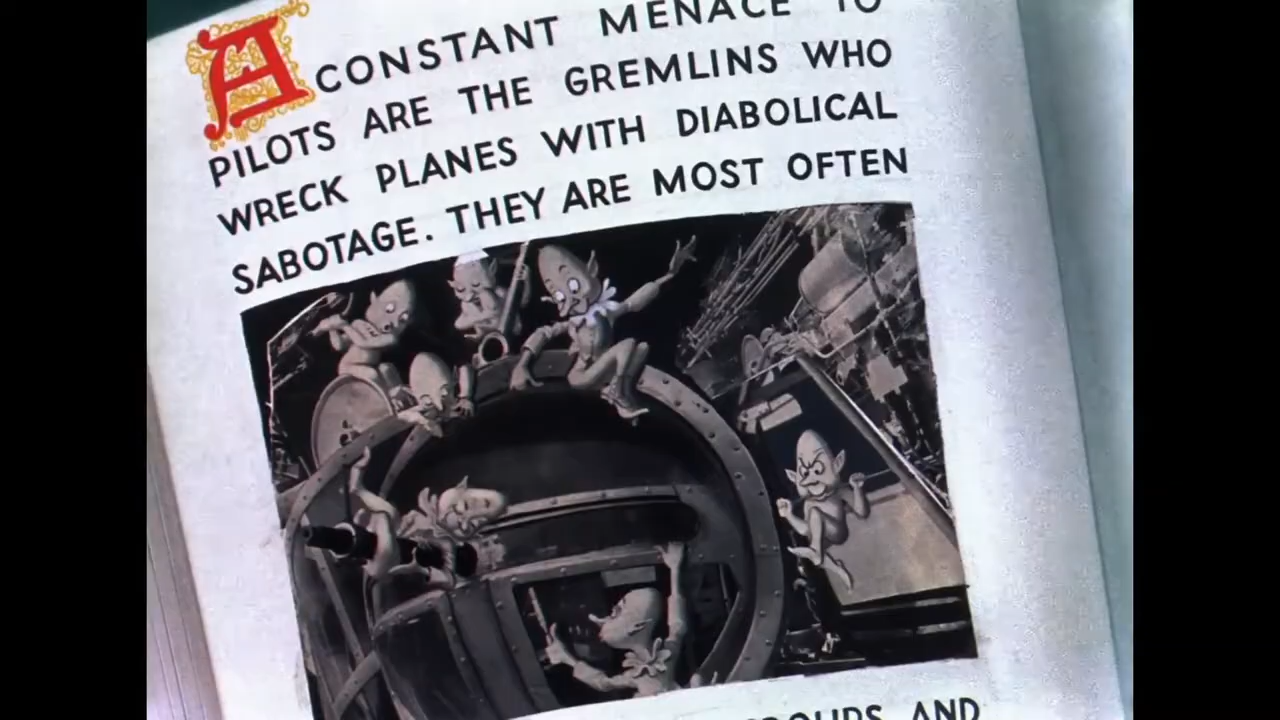 A CONSTANT MENACE TO
PILOTS ARE THE GREMLINS WHO
WRECK PLANES WITH DIABOLICAL
SABOTAGE. THEY ARE MOST OFTEN
AND